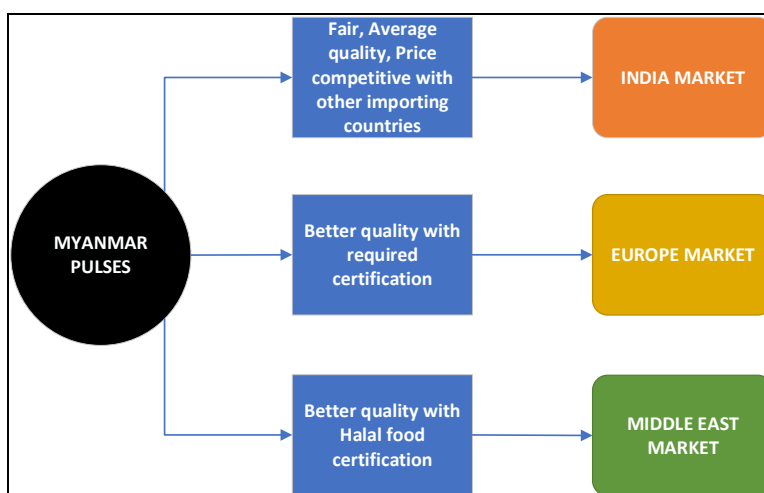 MYANMAR
PULSES
Fair, Average
quality, Price
competitive with
other importing
countries
INDIA MARKET
Better quality with
required
certification
EUROPE MARKET
Better quality with
Halal food
certification
MIDDLE EAST
MARKET